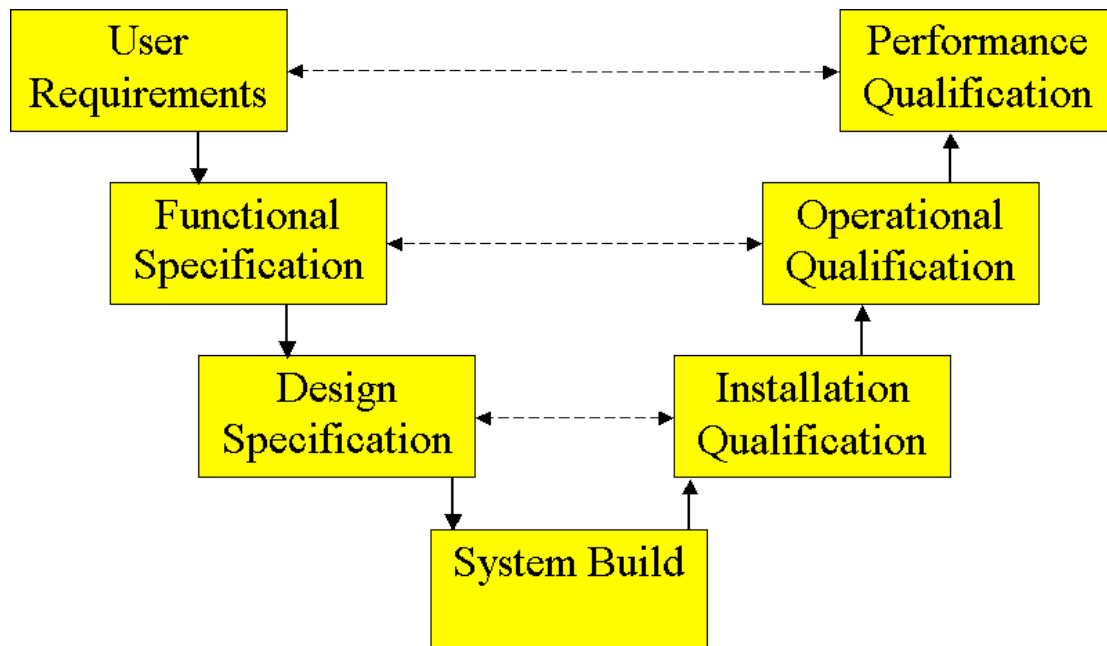 User
Requirements
Performance
Qualification
Functional
Specification
Operational
Qualification
Design
Specification
Installation
Qualification
System Build